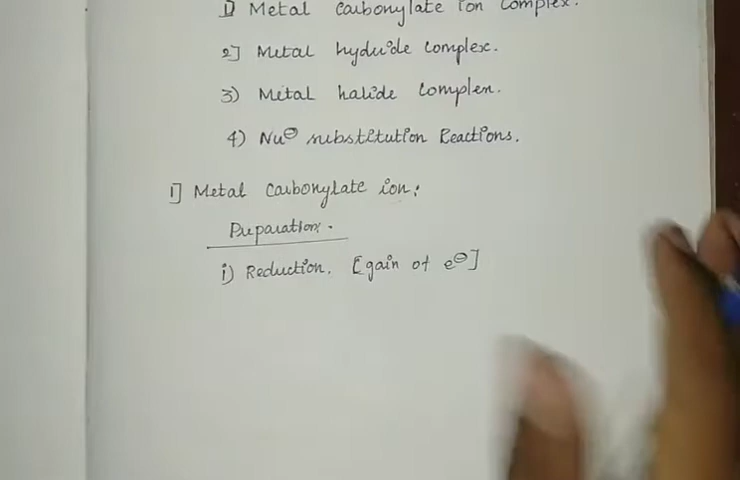 1] Metal Carbonylate ion Complex.
2] Metal hydride Complex.
3) Metal halide Complex.
4) Nu⊖ substitution Reactions.
1] Metal Carbonylate ion:
Preparation.
i) Reduction. [gain of e⊖]